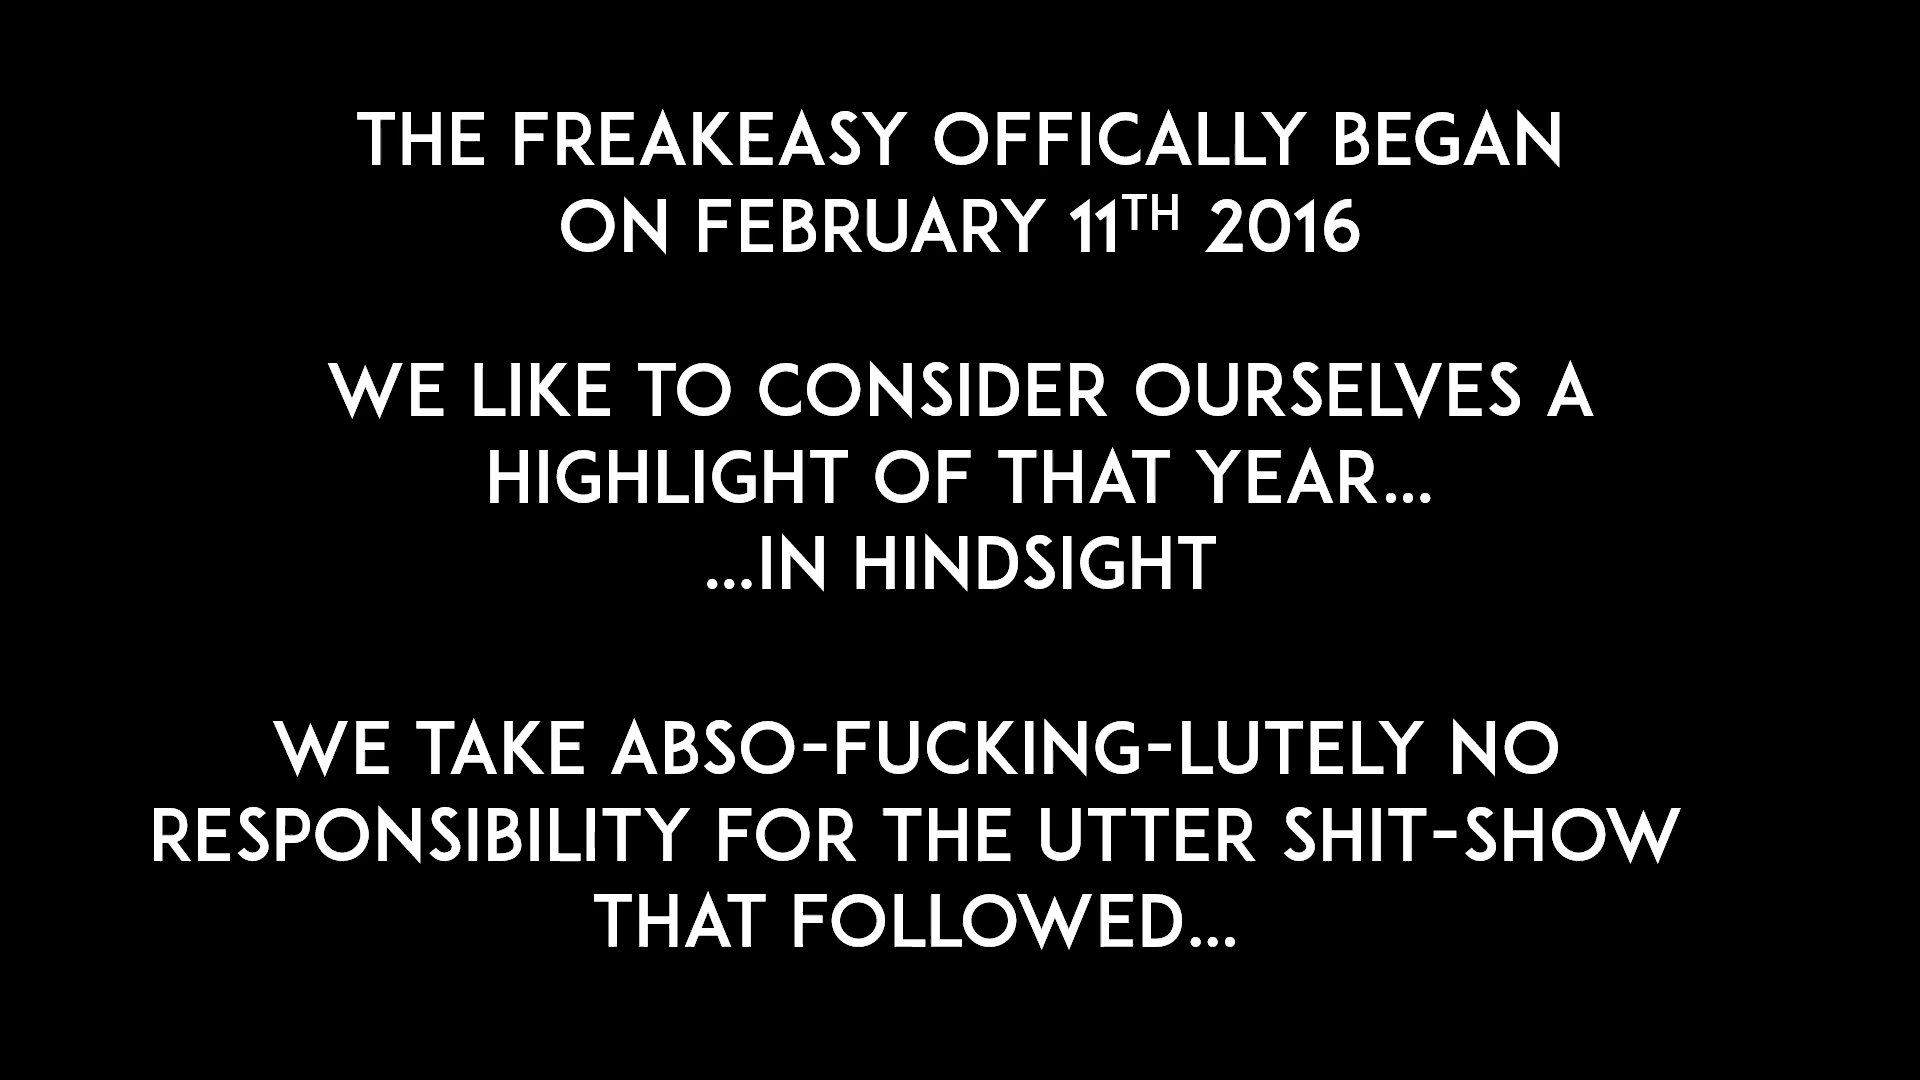 THE FREAKEASY OFFICALLY BEGAN
ON FEBRUARY 11TH 2016
WE LIKE TO CONSIDER OURSELVES A
HIGHLIGHT OF THAT YEAR...
...IN HINDSIGHT
WE TAKE ABSO-FUCKING-LUTELY NO
RESPONSIBILITY FOR THE UTTER SHIT-SHOW
THAT FOLLOWED...